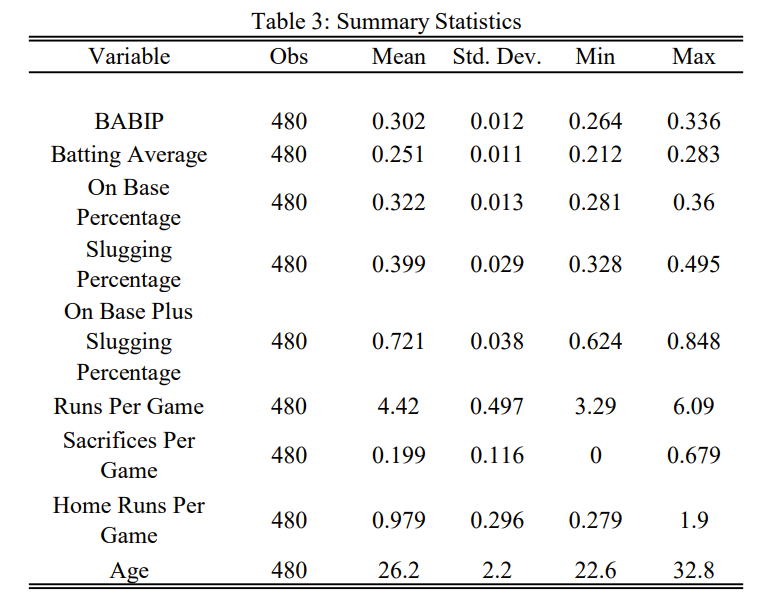 Table 3: Summary Statistics
Variable Obs Mean Std. Dev. Min Max
BABIP 480 0.302 0.012 0.264 0.336
Batting Average 480 0.251 0.011 0.212 0.283
On Base
Percentage 480 0.322 0.013 0.281 0.36
Slugging
Percentage 480 0.399 0.029 0.328 0.495
On Base Plus
Slugging 480 0.721 0.038 0.624 0.848
Percentage
Runs Per Game 480 4.42 0.497 3.29 6.09
Sacrifices Per
Game 480 0.199 0.116 0 0.679
Home Runs Per
Game 480 0.979 0.296 0.279 1.9
Age 480 26.2 2.2 22.6 32.8